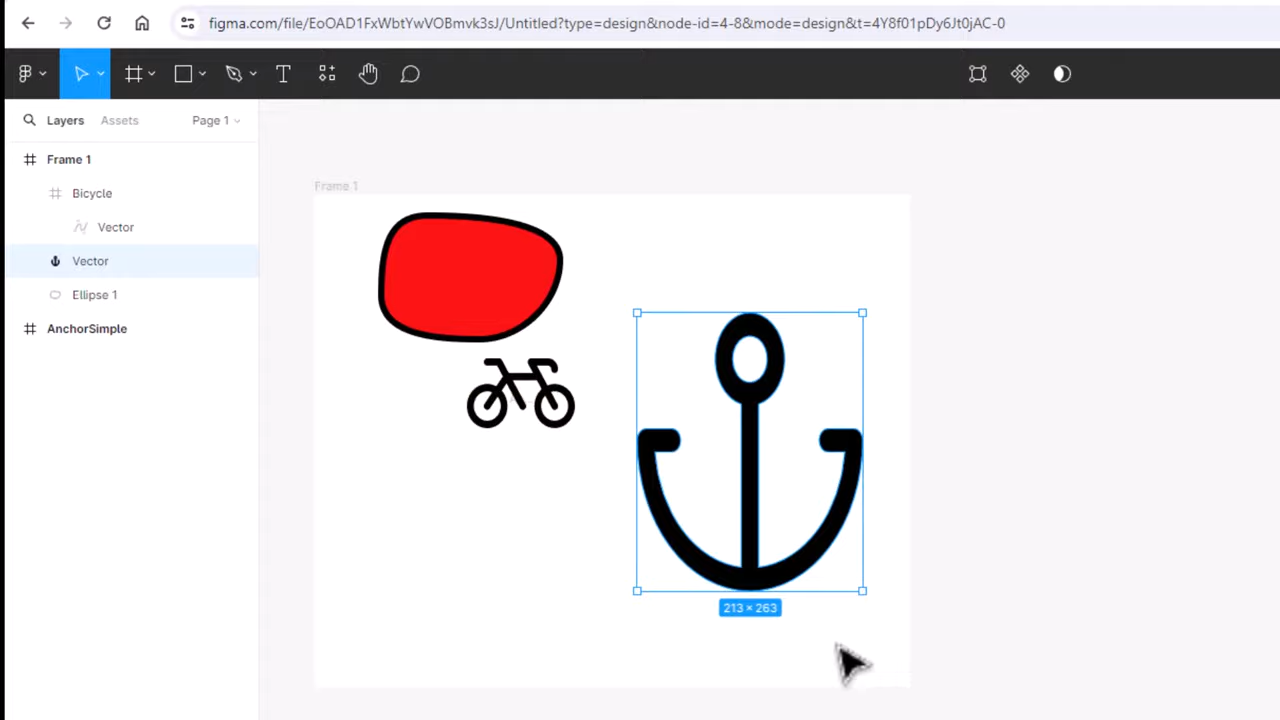 figma.com/file/EoOAD1FxWbtYwVOBmvk3sJ/Untitled?type=design&node-id=4-8&mode=design&t=4Y8f01pDy6Jt0jAC-0
Layers Assets Page 1
Frame 1
Bicycle
Vector
Vector
Ellipse 1
AnchorSimple
Frame 1
213 × 263